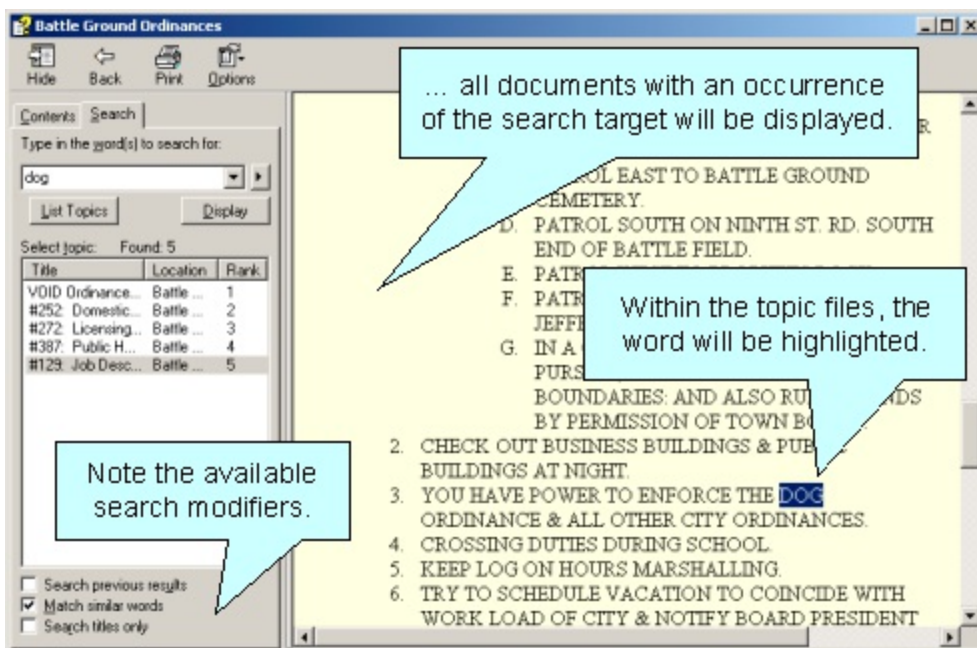 Battle Ground Ordinances
Hide Back Print Options
Contents Search
Type in the word(s) to search for:
dog
List Topics Display
Select topic: Found: 5
Title Location Rank
VOID Ordinance... Battle ... 1
#252: Domestic... Battle ... 2
#272: Licensing... Battle ... 3
#387: Public H... Battle ... 4
#129: Job Desc... Battle ... 5
Search previous results
Match similar words
Search titles only
... all documents with an occurrence
of the search target will be displayed.
Within the topic files, the
word will be highlighted.
Note the available
search modifiers.
EAST TO BATTLE GROUND
CEMETERY.
D. PATROL SOUTH ON NINTH ST. RD. SOUTH
END OF BATTLE FIELD.
E.
F.
G. IN A
BOUNDARIES: AND ALSO
BY PERMISSION OF TOWN
2. CHECK OUT BUSINESS BUILDINGS &
BUILDINGS AT NIGHT.
3. YOU HAVE POWER TO ENFORCE THE DOG
ORDINANCE & ALL OTHER CITY ORDINANCES.
4. CROSSING DUTIES DURING SCHOOL.
5. KEEP LOG ON HOURS MARSHALLING.
6. TRY TO SCHEDULE VACATION TO COINCIDE WITH
WORK LOAD OF CITY & NOTIFY BOARD PRESIDENT